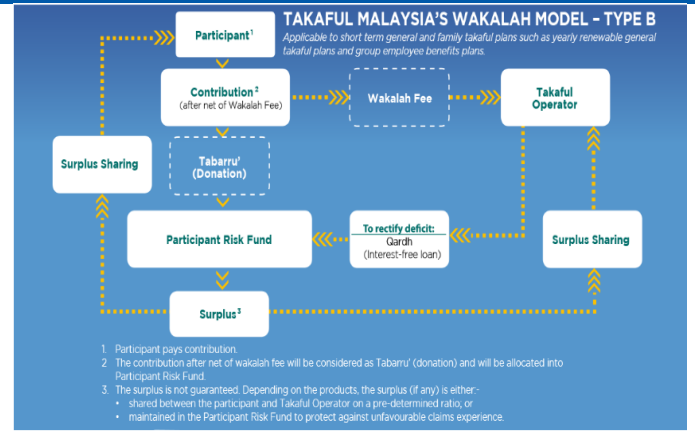 TAKAFUL MALAYSIA'S WAKALAH MODEL – TYPE B
Applicable to short term general and family takaful plans such as yearly renewable general
takaful plans and group employee benefits plans.
Participant¹
Contribution²
(after net of Wakalah Fee)
Wakalah Fee
Takaful
Operator
Surplus Sharing
Tabarru'
(Donation)
Participant Risk Fund
To rectify deficit:
Qardh
(Interest-free loan)
Surplus Sharing
Surplus³
1. Participant pays contribution.
2 The contribution after net of wakalah fee will be considered as Tabarru' (donation) and will be allocated into
Participant Risk Fund.
3. The surplus is not guaranteed. Depending on the products, the surplus (if any) is either:-
• shared between the participant and Takaful Operator on a pre-determined ratio; or
• maintained in the Participant Risk Fund to protect against unfavourable claims experience.